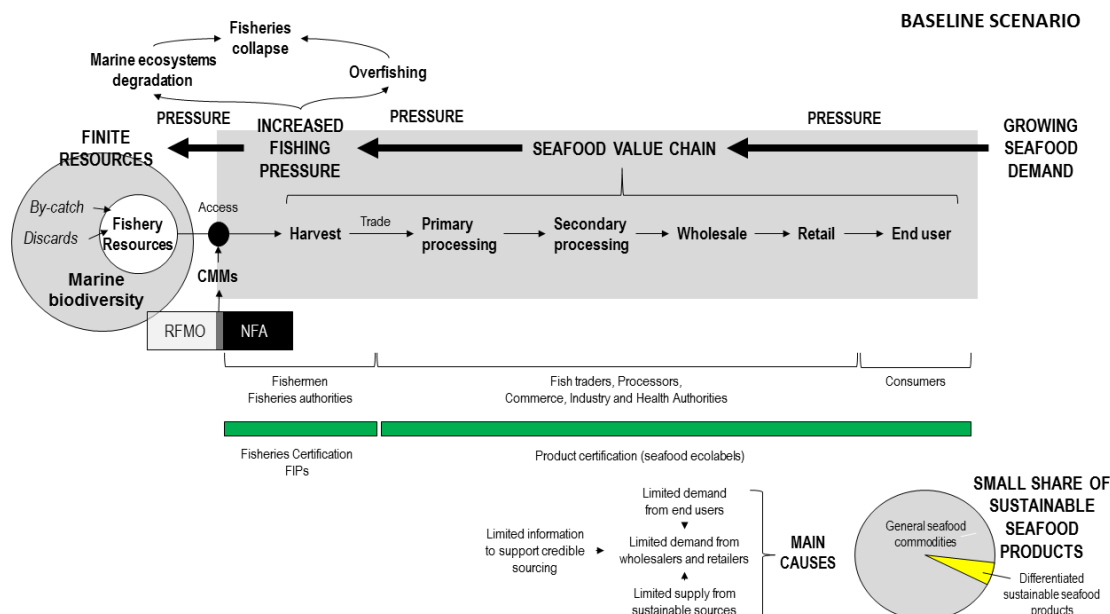 BASELINE SCENARIO
Fisheries
collapse
Marine ecosystems
degradation
Overfishing
PRESSURE
PRESSURE
PRESSURE
FINITE
RESOURCES
INCREASED
FISHING
PRESSURE
SEAFOOD VALUE CHAIN
GROWING
SEAFOOD
DEMAND
By-catch
Discards
Fishery
Resources
Marine
biodiversity
Access
CMMs
RFMO
NFA
Harvest
Trade
Primary
processing
Secondary
processing
Wholesale
Retail
End user
Fishermen
Fisheries authorities
Fish traders, Processors,
Commerce, Industry and Health Authorities
Consumers
Fisheries Certification
FIPs
Product certification (seafood ecolabels)
Limited information
to support credible
sourcing
Limited demand
from end users
Limited demand from
wholesalers and retailers
Limited supply from
sustainable sources
MAIN
CAUSES
General seafood
commodities
SMALL SHARE OF
SUSTAINABLE
SEAFOOD
PRODUCTS
Differentiated
sustainable seafood
products